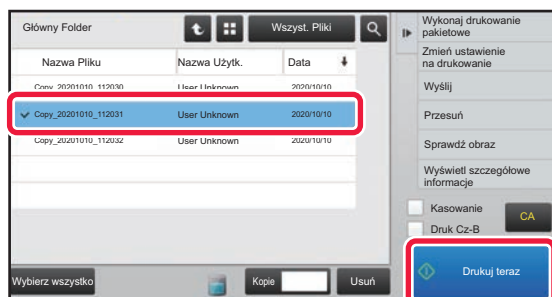 Główny Folder
Wszyst. Pliki
Nazwa Pliku Nazwa Użytk. Data
Copy_20201010_112030 User Unknown 2020/10/10
Copy_20201010_112031 User Unknown 2020/10/10
Copy_20201010_112032 User Unknown 2020/10/10
Wybierz wszystko
Kopie
Usuń
Wykonaj drukowanie
pakietowe
Zmień ustawienie
na drukowanie
Wyślij
Przesuń
Sprawdź obraz
Wyświetl szczegółowe
informacje
Kasowanie
Druk Cz-B
CA
Drukuj teraz